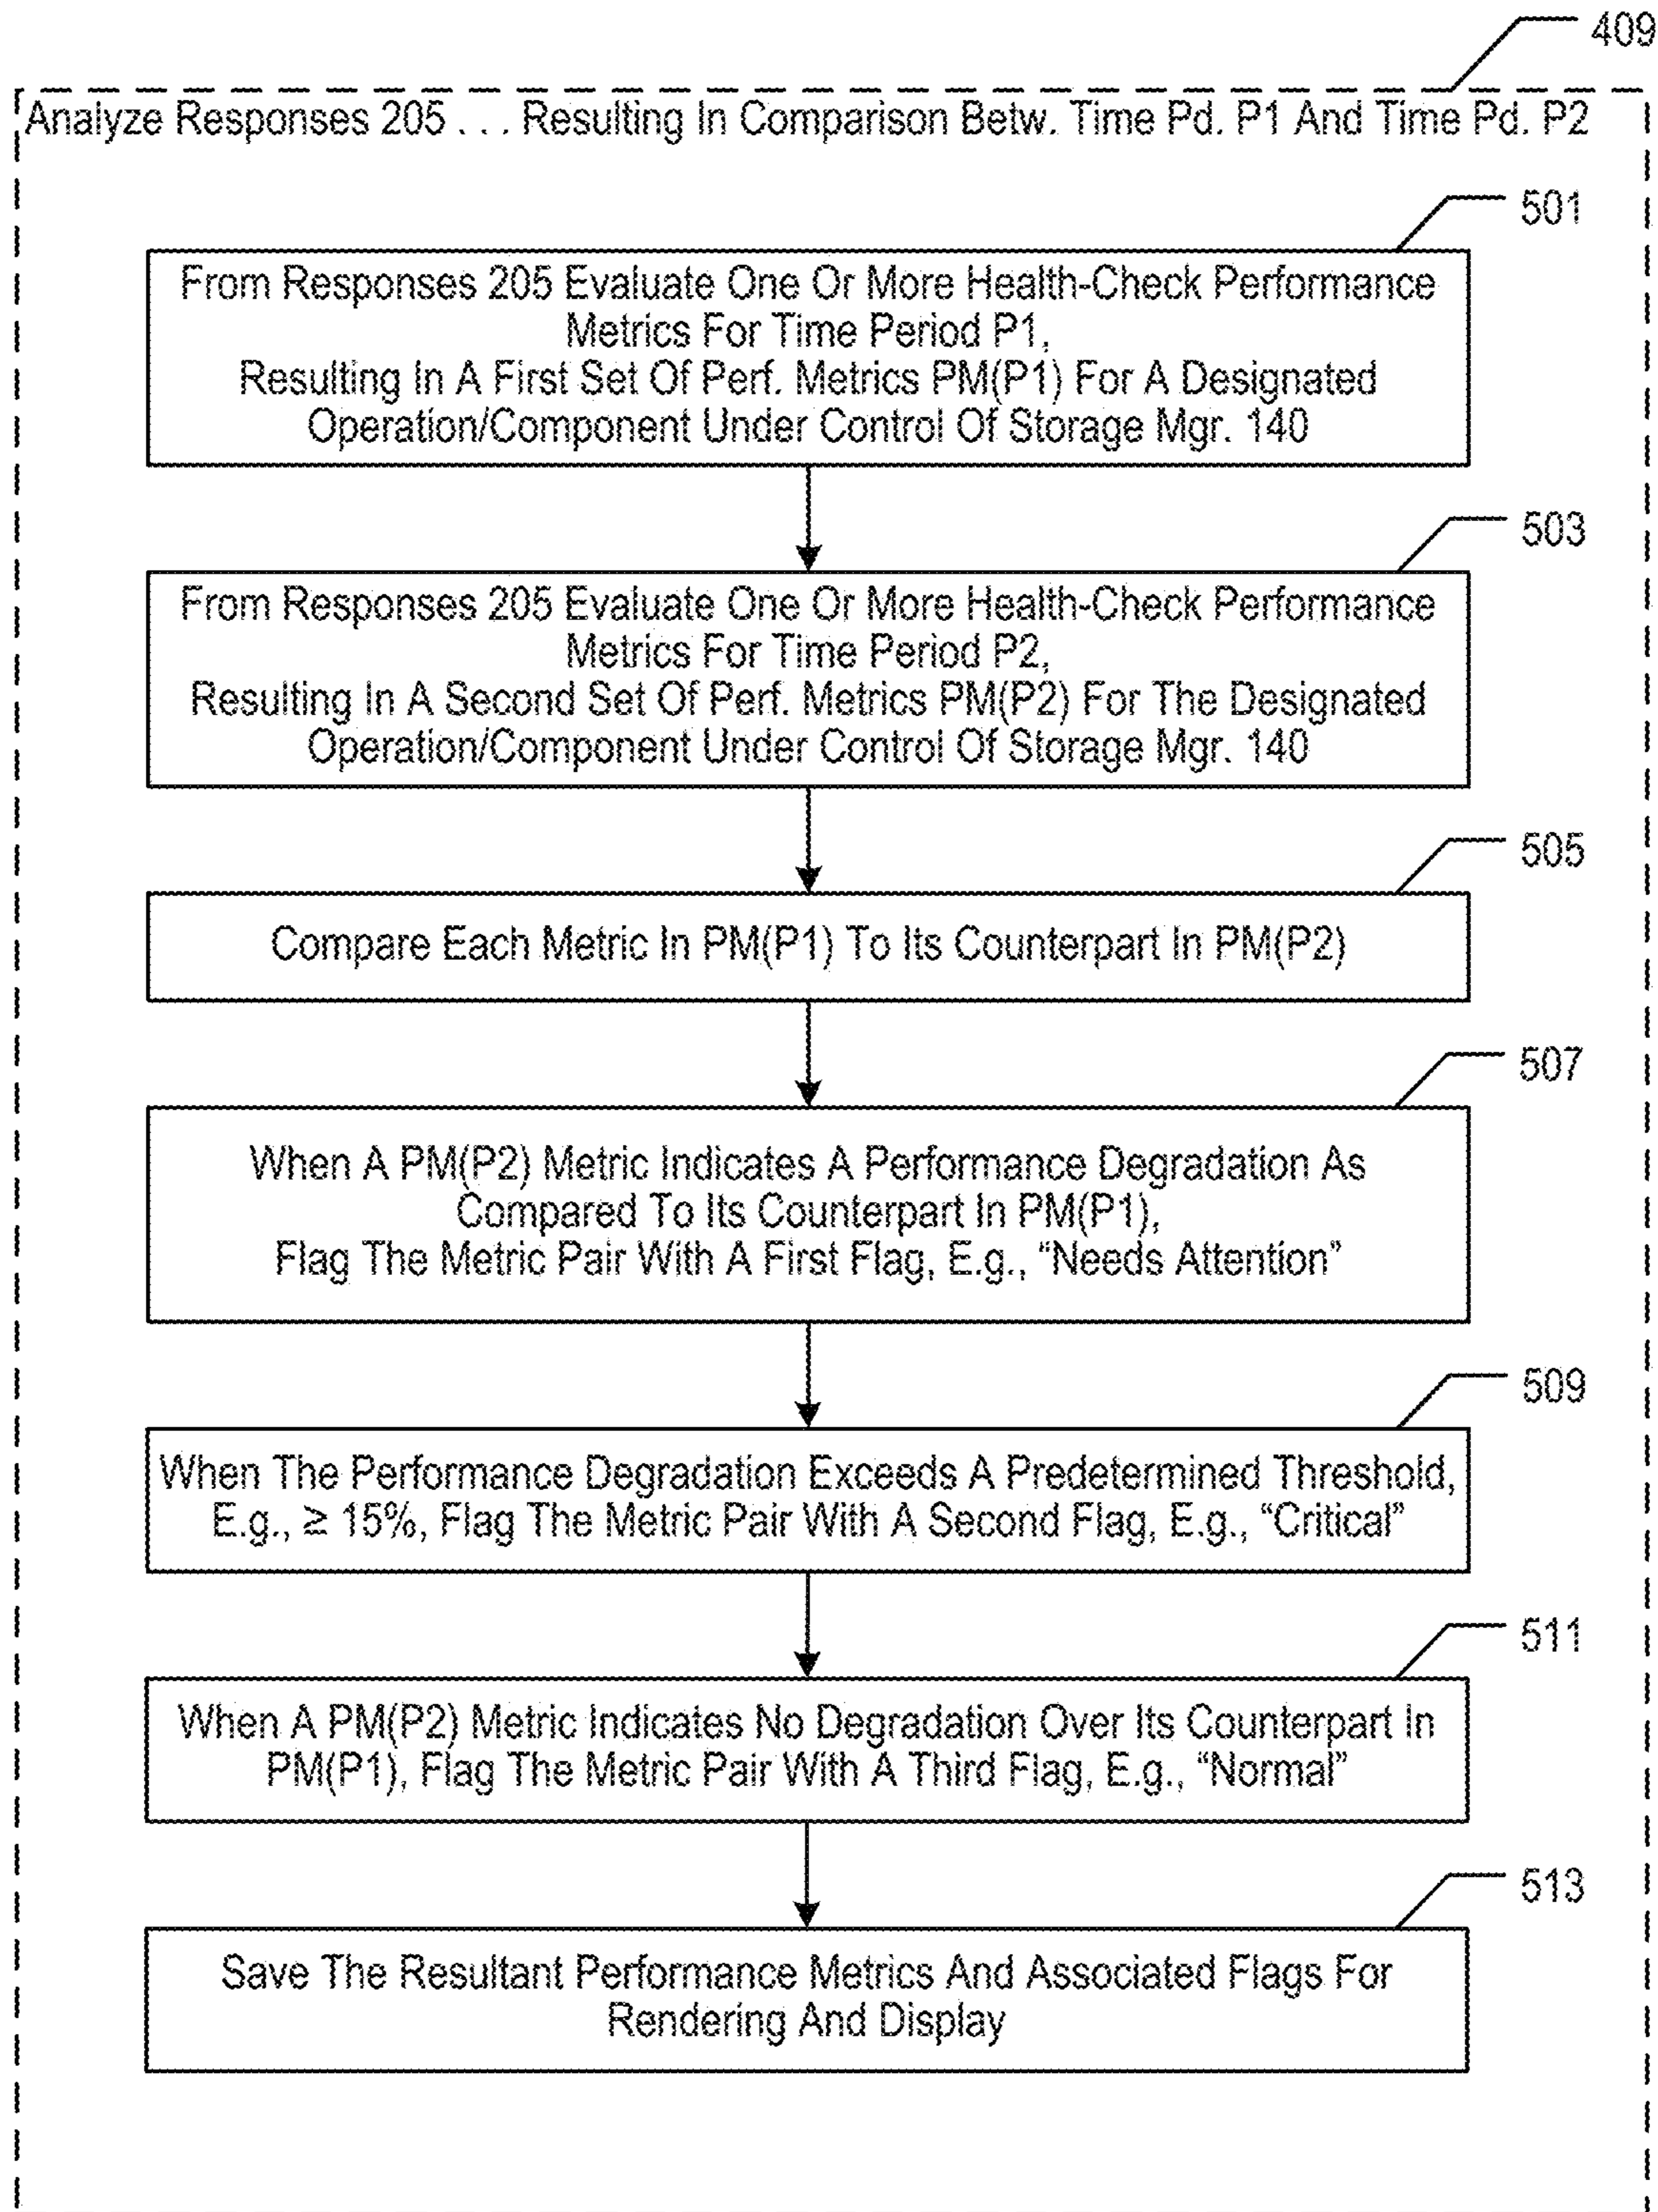 409
Analyze Responses 205 . . . Resulting In Comparison Betw. Time Pd. P1 And Time Pd. P2
501
From Responses 205 Evaluate One Or More Health-Check Performance
Metrics For Time Period P1,
Resulting In A First Set Of Perf. Metrics PM(P1) For A Designated
Operation/Component Under Control Of Storage Mgr. 140
503
From Responses 205 Evaluate One Or More Health-Check Performance
Metrics For Time Period P2,
Resulting In A Second Set Of Perf. Metrics PM(P2) For The Designated
Operation/Component Under Control Of Storage Mgr. 140
505
Compare Each Metric In PM(P1) To Its Counterpart In PM(P2)
507
When A PM(P2) Metric Indicates A Performance Degradation As
Compared To Its Counterpart In PM(P1),
Flag The Metric Pair With A First Flag, E.g., “Needs Attention”
509
When The Performance Degradation Exceeds A Predetermined Threshold,
E.g., ≥ 15%, Flag The Metric Pair With A Second Flag, E.g., “Critical”
511
When A PM(P2) Metric Indicates No Degradation Over Its Counterpart In
PM(P1), Flag The Metric Pair With A Third Flag, E.g., “Normal”
513
Save The Resultant Performance Metrics And Associated Flags For
Rendering And Display